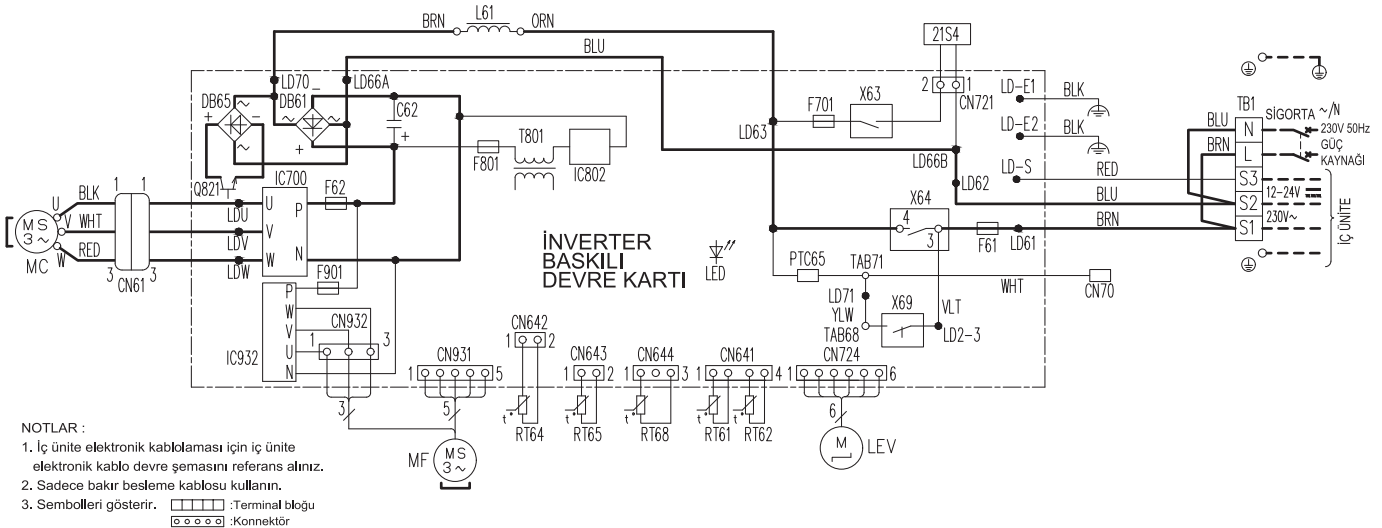 BRN L61 ORN
BLU
21S4
LD70 LD66A
2 1
CN721
DB65 DB61
C62
F701 X63
LD63
LD-E1 BLK
LD-E2 BLK
LD-S RED
TB1
SİGORTA ~/N
230V 50Hz
GÜÇ
KAYNAĞI
BLU N
BRN L
S3
12-24V
S2
230V~
S1
İÇ ÜNİTE
T801
F801 IC802
LD66B
LD62
BLU
X64
4
3
F61 LD61
BRN
Q821
IC700
F62
U P
V
W N
LDU
LDV
LDW
BLK
WHT
RED
U
V
W
MS
3~
MC
1 1
3 3
CN61
F901
P
W
V
U
N
IC932
CN932
1 3
İNVERTER
BASKILI
DEVRE KARTI
LED
PTC65 TAB71
WHT
CN70
LD71
YLW
TAB68
X69
VLT
LD2-3
CN931
1 5
CN642
1 2
CN643
1 2
CN644
1 3
CN641
1 4
CN724
1 6
3
5
6
t° RT64
t° RT65
t° RT68
t° RT61
t° RT62
MF
MS
3~
M
LEV
NOTLAR :
1. İç ünite elektronik kablolaması için iç ünite
elektronik kablo devre şemasını referans alınız.
2. Sadece bakır besleme kablosu kullanın.
3. Sembolleri gösterir. :Terminal bloğu
:Konnektör